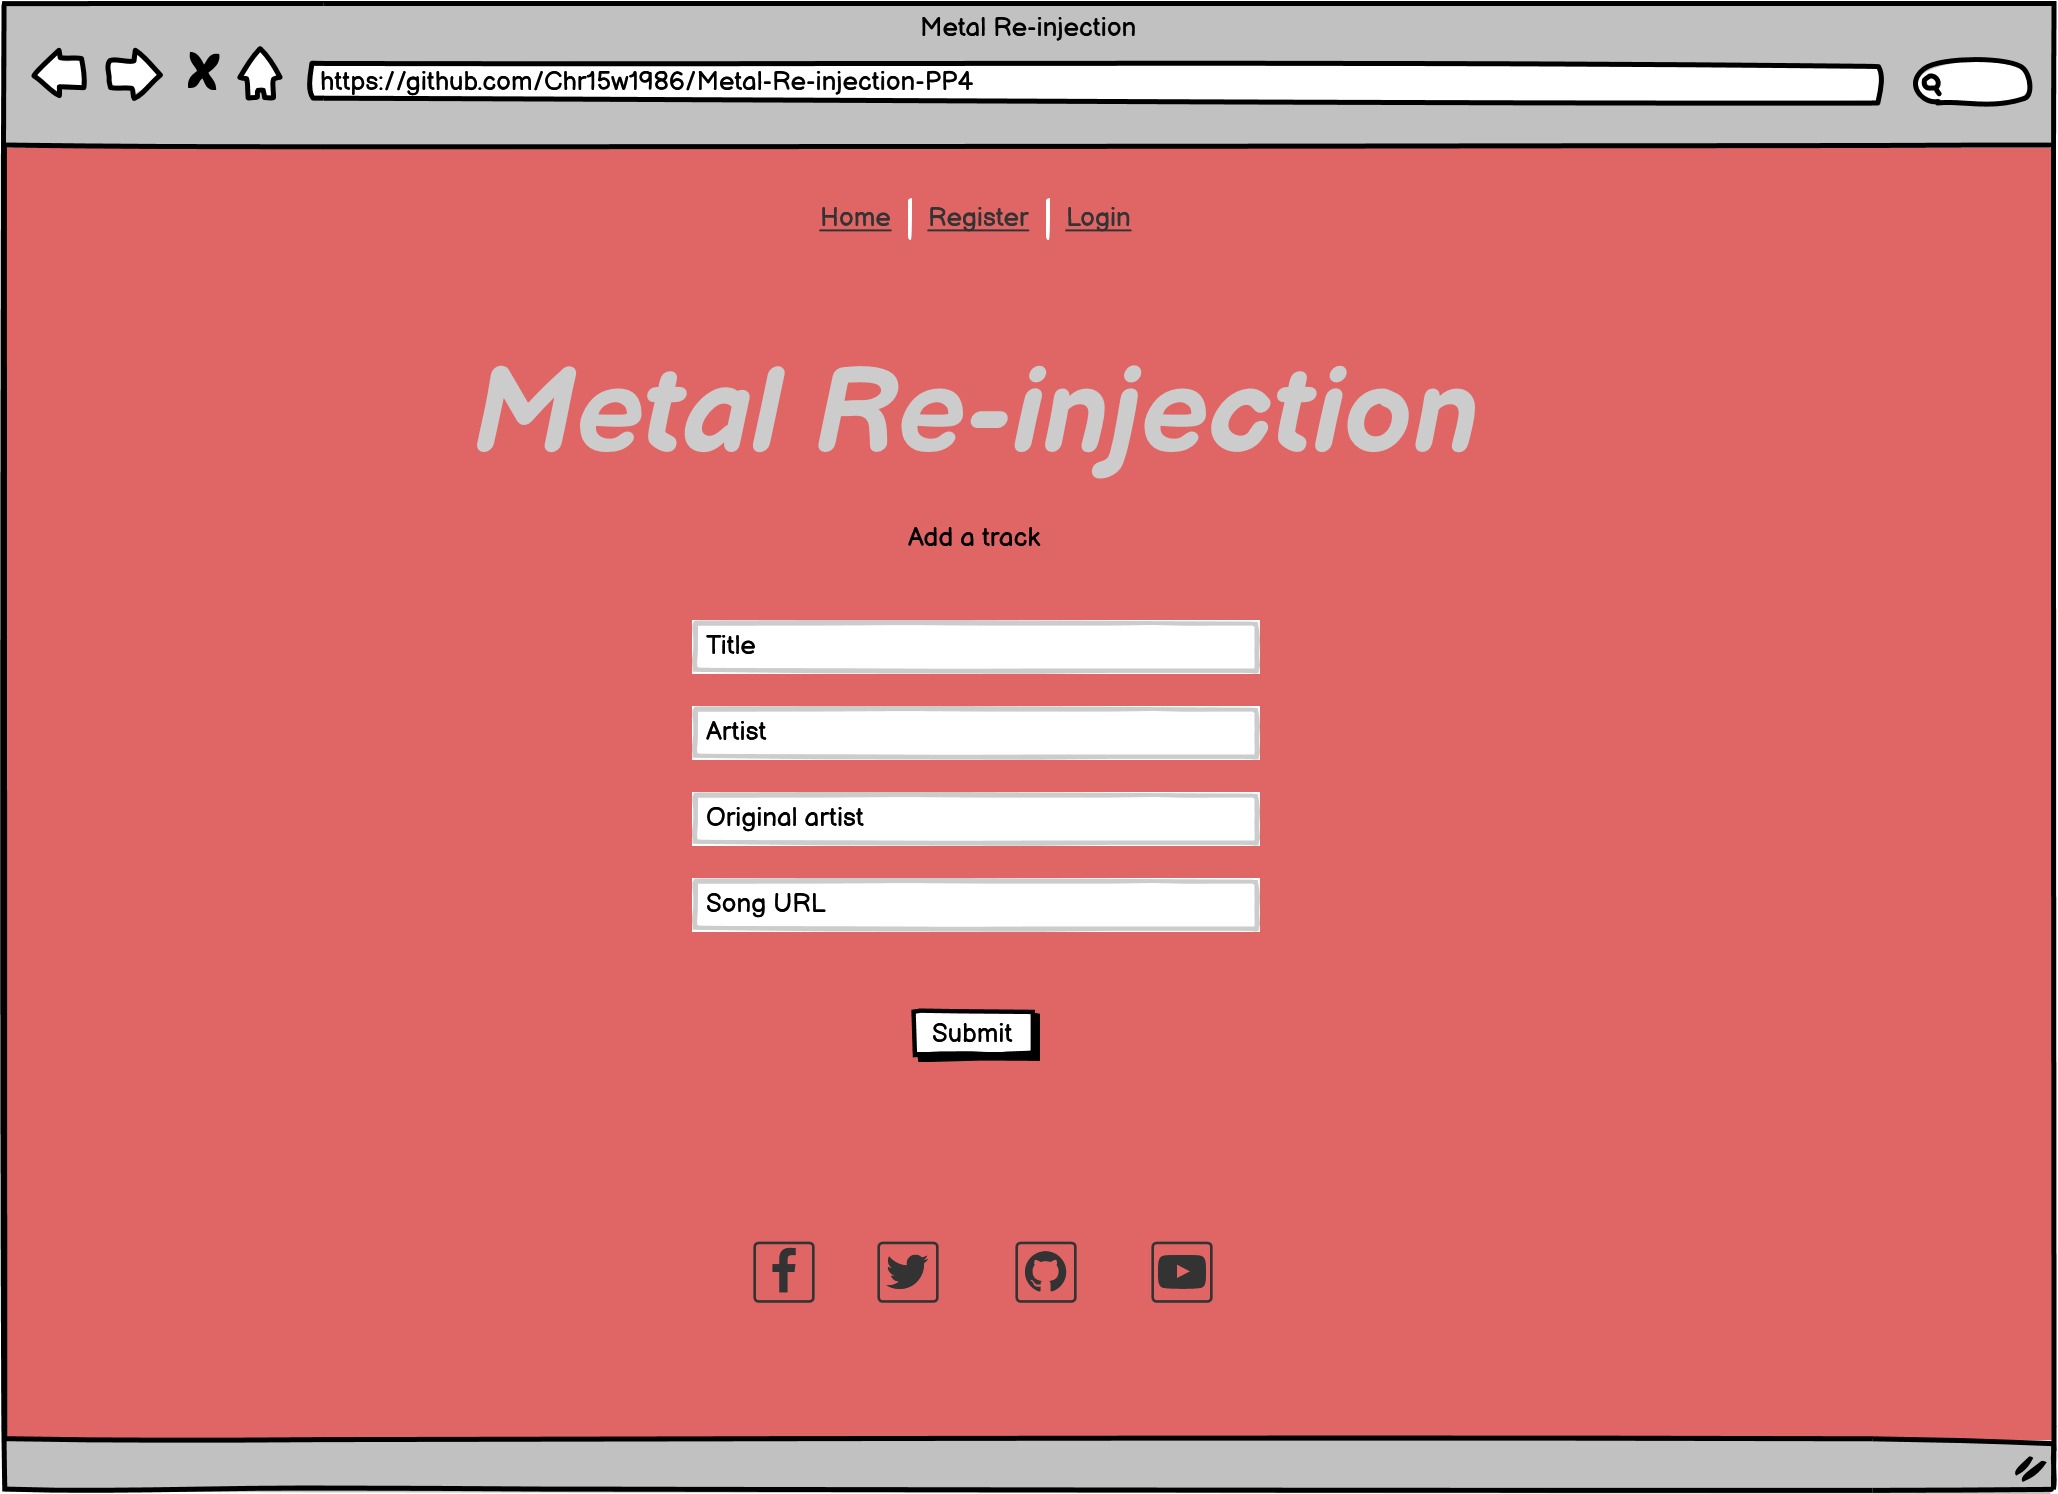 Metal Re-injection
https://github.com/Chr15w1986/Metal-Re-injection-PP4
Home Register Login
Metal Re-injection
Add a track
Title
Artist
Original artist
Song URL
Submit